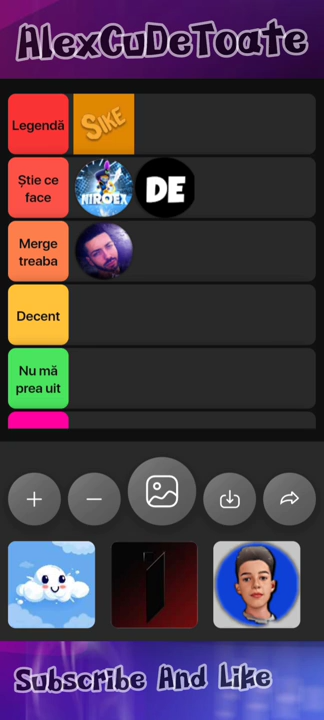 AlexCuDeToate
Legendă
SIKE
Știe ce
face
NIROEX
DE
Merge
treaba
Decent
Nu mă
prea uit
Subscribe And Like